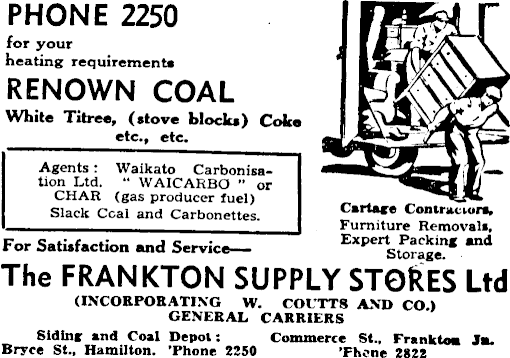 PHONE 2250
for your
heating requirements
RENOWN COAL
White Titree, (stove blocks) Coke
etc., etc.
Agents: Waikato Carbonisa-
tion Ltd. "WAICARBO" or
CHAR (gas producer fuel)
Slack Coal and Carbonettes.
Cartage Contractors,
Furniture Removals,
Expert Packing and
Storage.
For Satisfaction and Service—
The FRANKTON SUPPLY STORES Ltd
(INCORPORATING W. COUTTS AND CO.)
GENERAL CARRIERS
Siding and Coal Depot:
Bryce St., Hamilton. 'Phone 2250
Commerce St., Frankton Jn.
'Phone 2822